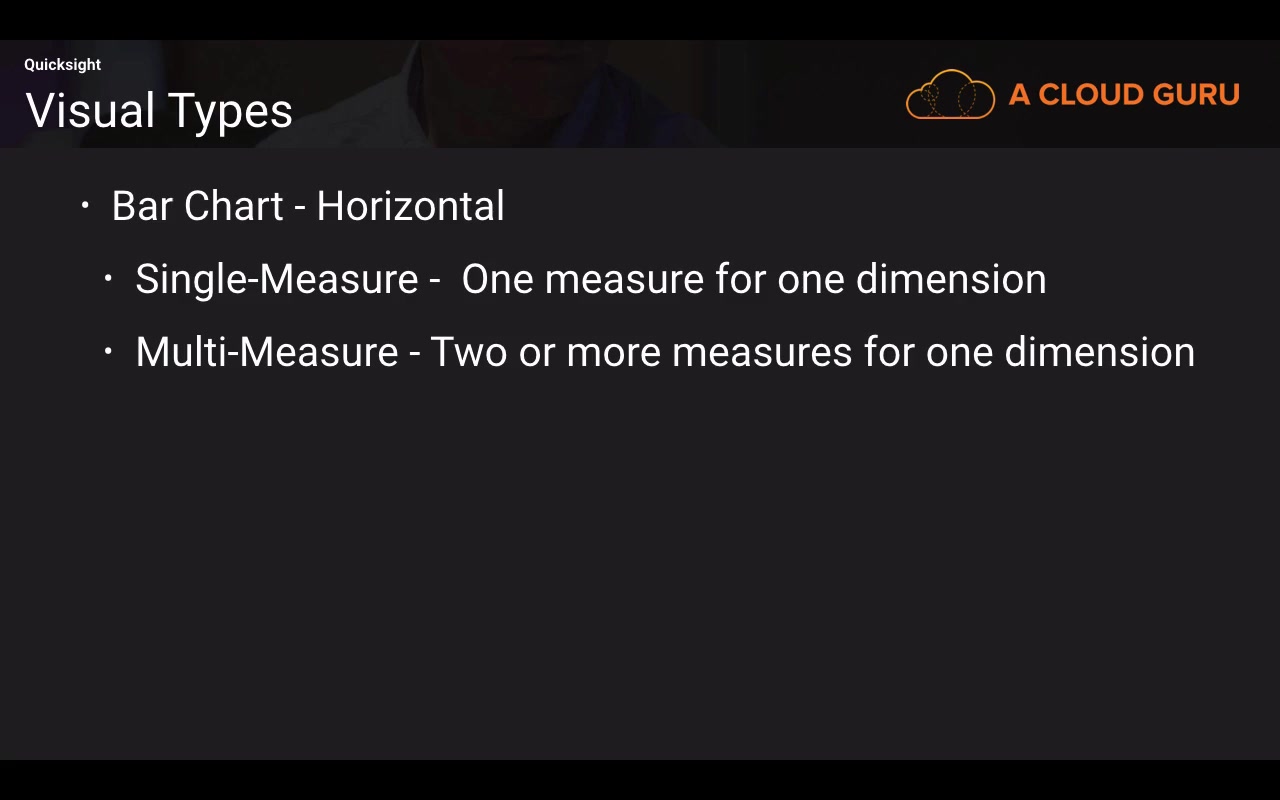 Quicksight
Visual Types
A CLOUD GURU
• Bar Chart - Horizontal
• Single-Measure -  One measure for one dimension
• Multi-Measure - Two or more measures for one dimension